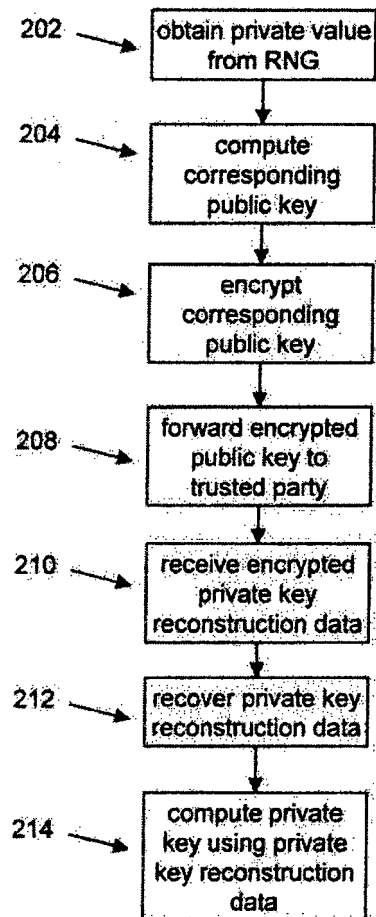 202
obtain private value
from RNG
204
compute
corresponding
public key
206
encrypt
corresponding
public key
208
forward encrypted
public key to
trusted party
210
receive encrypted
private key
reconstruction data
212
recover private key
reconstruction data
214
compute private
key using private
key reconstruction
data